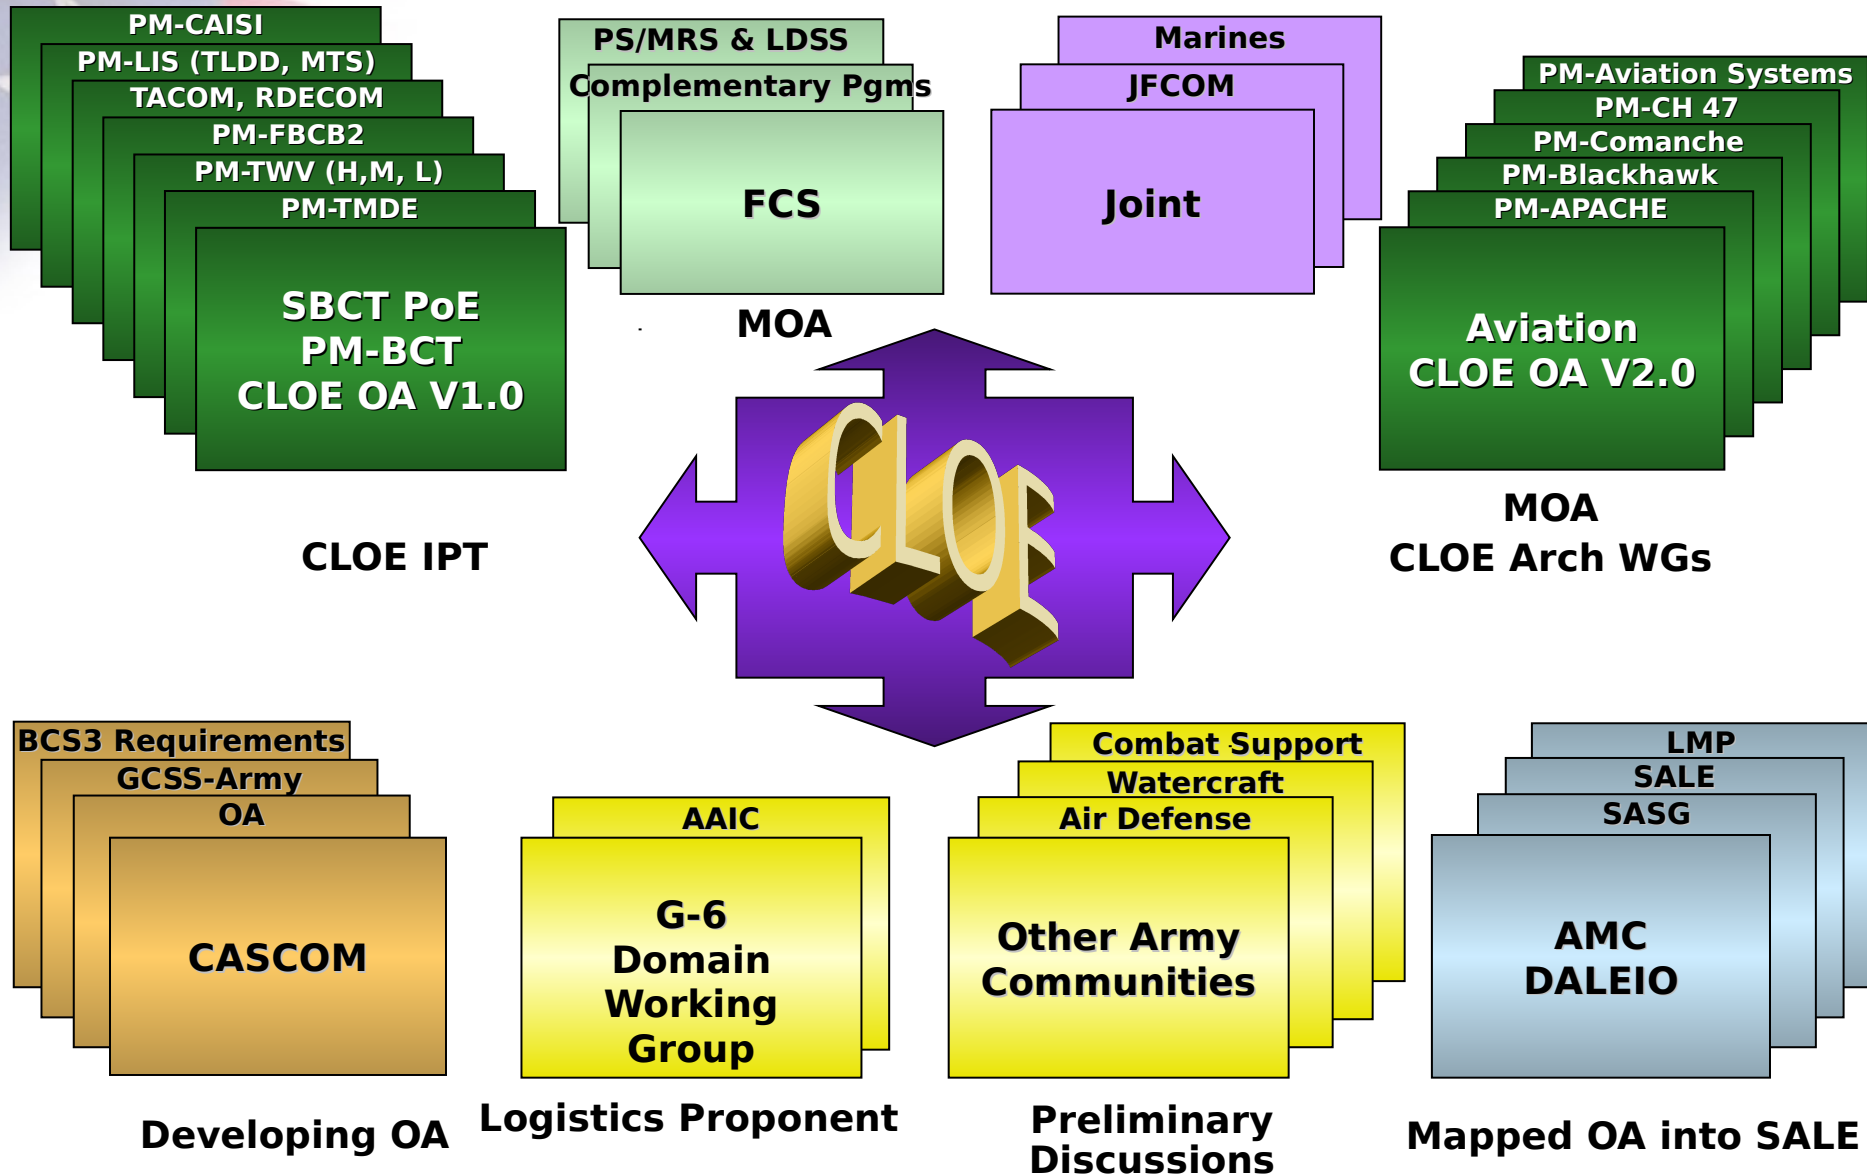 PM-CAISI
PM-LIS (TLDD, MTS)
TACOM, RDECOM
PM-FBCB2
PM-TWV (H,M, L)
PM-TMDE
SBCT PoE
PM-BCT
CLOE OA V1.0
CLOE IPT
PS/MRS & LDSS
Complementary Pgms
FCS
MOA
Marines
JFCOM
Joint
PM-Aviation Systems
PM-CH 47
PM-Comanche
PM-Blackhawk
PM-APACHE
Aviation
CLOE OA V2.0
MOA
CLOE Arch WGs
CLOE
BCS3 Requirements
GCSS-Army
OA
CASCOM
Developing OA
AAIC
G-6
Domain
Working
Group
Logistics Proponent
Combat Support
Watercraft
Air Defense
Other Army
Communities
Preliminary
Discussions
LMP
SALE
SASG
AMC
DALEIO
Mapped OA into SALE